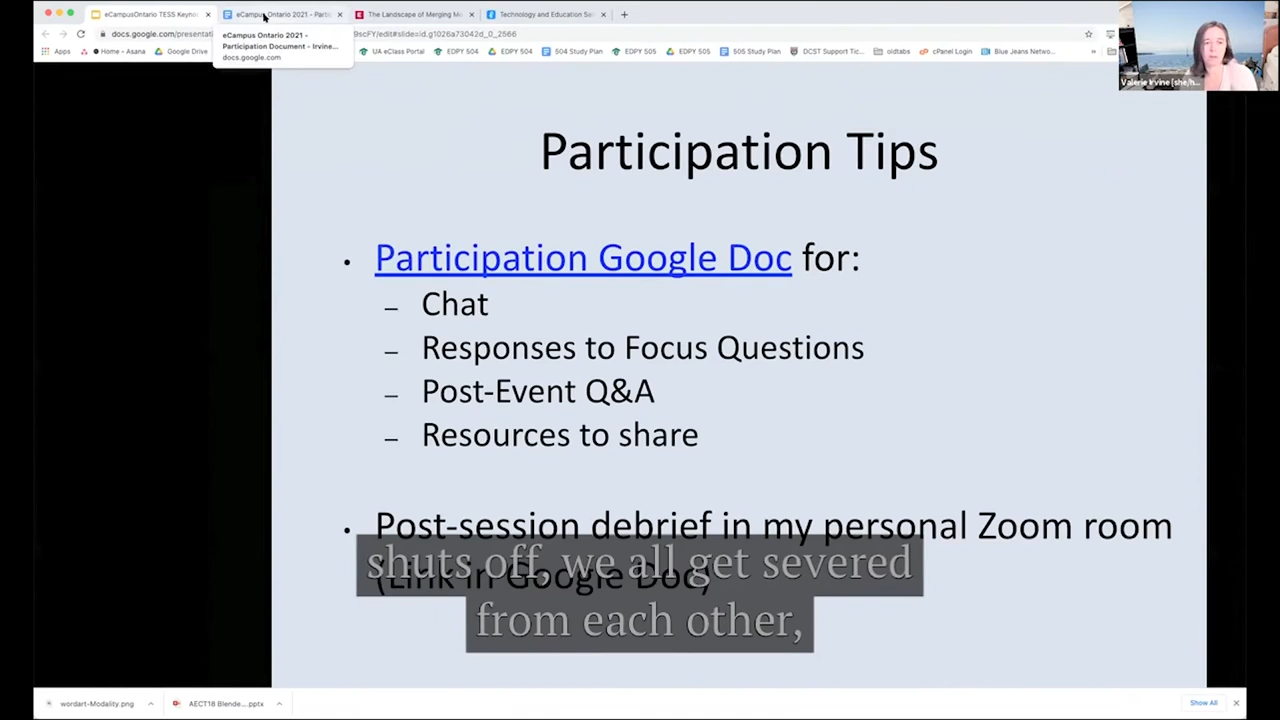 eCampusOntario TESS Keyno
eCampus Ontario 2021 - Parti
The Landscape of Merging Mo
Technology and Education Se
docs.google.com/presentat
scFY/edit#slide=id.g1026a73042d_0_2566
eCampus Ontario 2021 -
Participation Document - Irvine...
docs.google.com
Apps
Home - Asana
Google Drive
UA eClass Portal
EDPY 504
EDPY 504
504 Study Plan
EDPY 505
EDPY 505
505 Study Plan
DCST Support Tic...
oldtabs
cPanel Login
Blue Jeans Netwo...
Valerie Irvine (she/h...
Participation Tips
• Participation Google Doc for:
– Chat
– Responses to Focus Questions
– Post-Event Q&A
– Resources to share
• Post-session debrief in my personal Zoom room
(Link in Google Doc)
shuts off, we all get severed
from each other,
wordart-Modality.png
AECT18 Blende....pptx
Show All